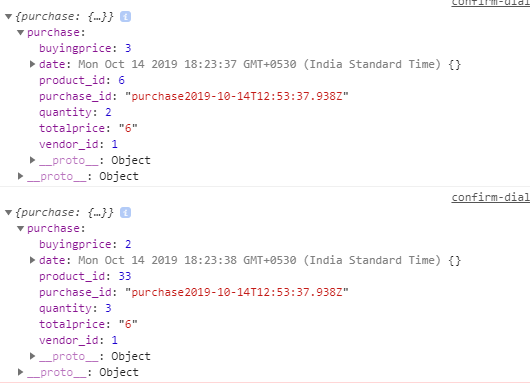 confirm-dial
▼{purchase: {…}} i
▼purchase:
buyingprice: 3
▶date: Mon Oct 14 2019 18:23:37 GMT+0530 (India Standard Time) {}
product_id: 6
purchase_id: "purchase2019-10-14T12:53:37.938Z"
quantity: 2
totalprice: "6"
vendor_id: 1
▶__proto__: Object
▶__proto__: Object
confirm-dial
▼{purchase: {…}} i
▼purchase:
buyingprice: 2
▶date: Mon Oct 14 2019 18:23:38 GMT+0530 (India Standard Time) {}
product_id: 33
purchase_id: "purchase2019-10-14T12:53:37.938Z"
quantity: 3
totalprice: "6"
vendor_id: 1
▶__proto__: Object
▶__proto__: Object